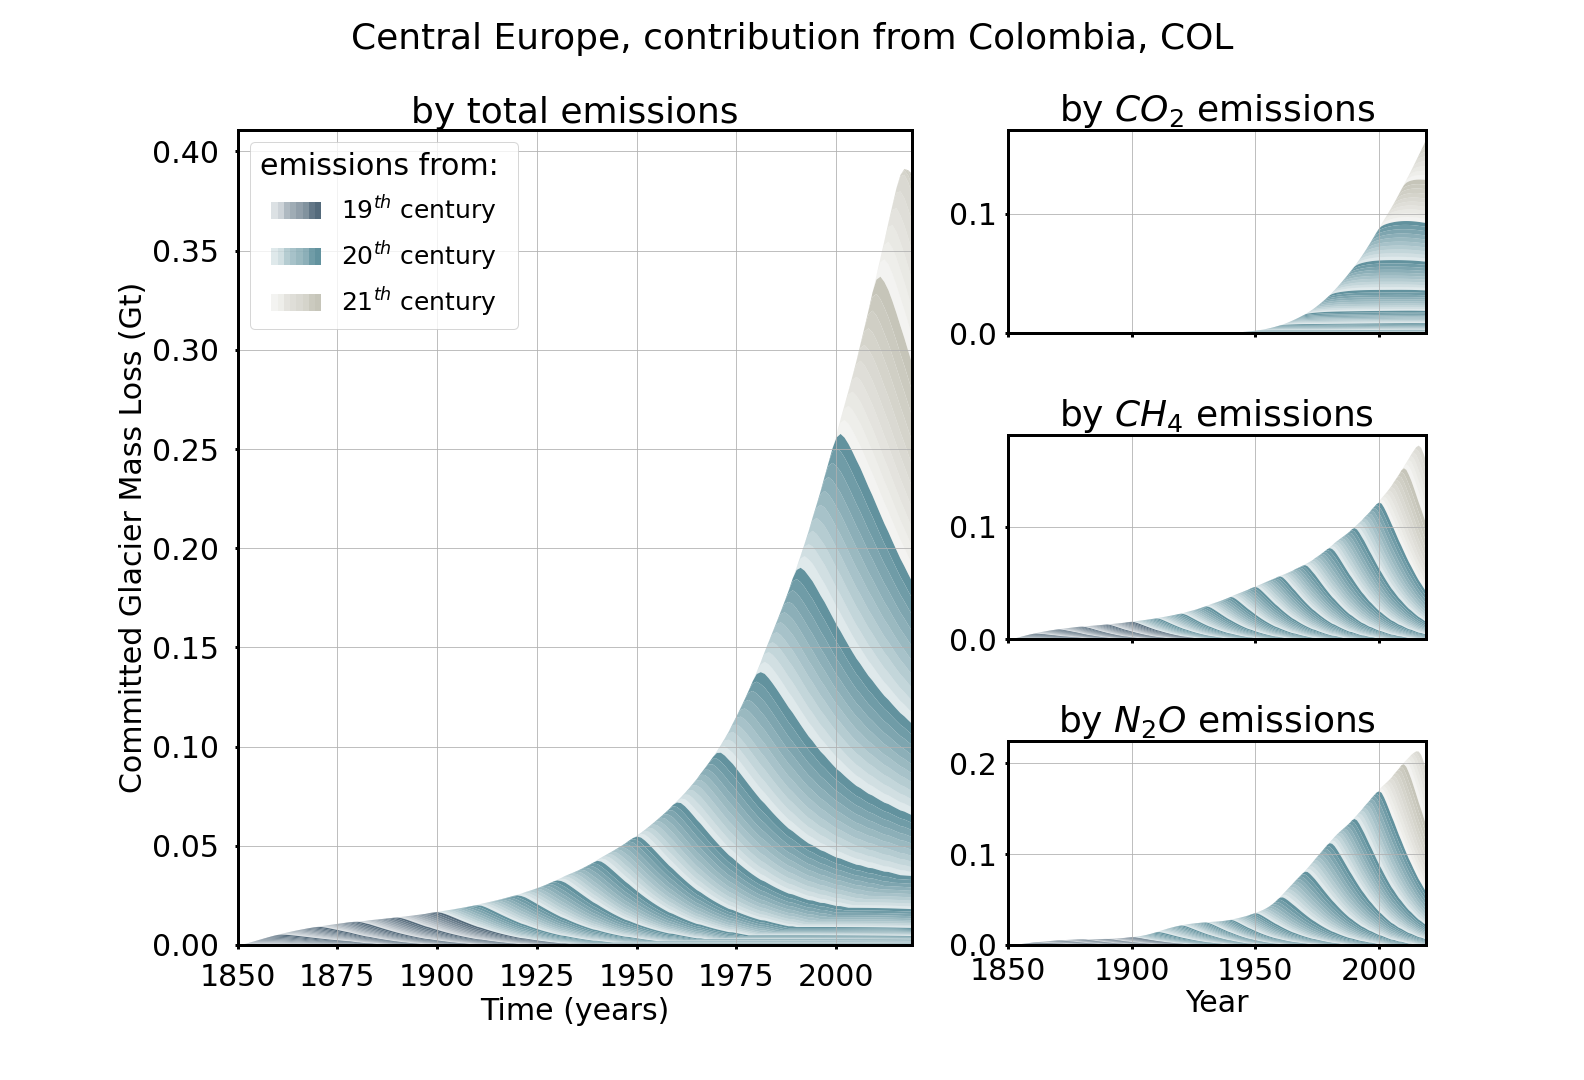 Central Europe, contribution from Colombia, COL
by total emissions
Committed Glacier Mass Loss (Gt)
0.40
0.35
0.30
0.25
0.20
0.15
0.10
0.05
0.00
emissions from:
19th century
20th century
21th century
1850 1875 1900 1925 1950 1975 2000
Time (years)
by CO2 emissions
0.1
0.0
by CH4 emissions
0.1
0.0
by N2O emissions
0.2
0.1
0.0
1850 1900 1950 2000
Year